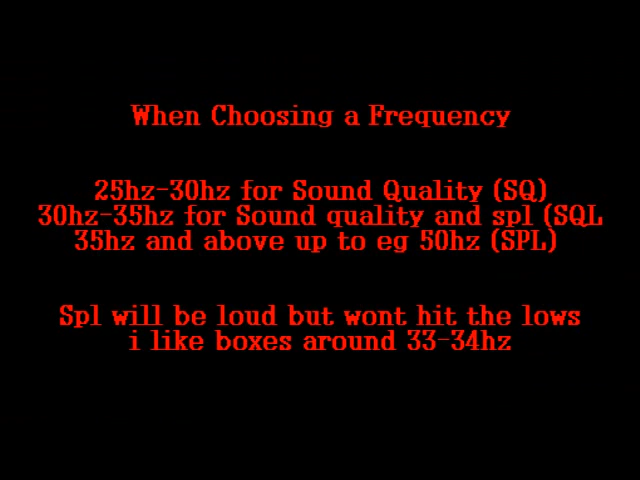 When Choosing a Frequency
25hz-30hz for Sound Quality (SQ)
30hz-35hz for Sound quality and spl (SQL
35hz and above up to eg 50hz (SPL)
Spl will be loud but wont hit the lows
i like boxes around 33-34hz